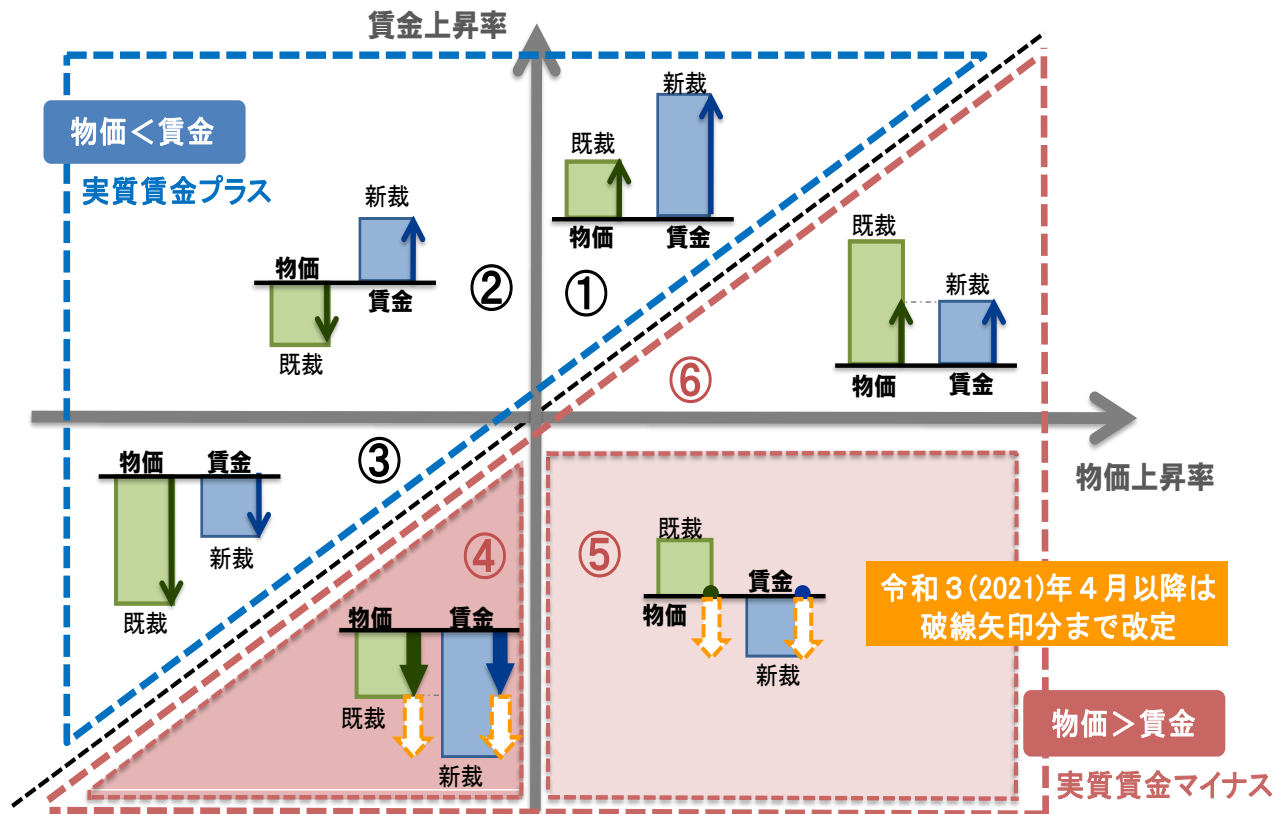 賃金上昇率
物価＜賃金
実質賃金プラス
新裁
既裁
物価
賃金
①
新裁
物価
賃金
既裁
②
既裁
新裁
物価
賃金
⑥
物価上昇率
物価
賃金
新裁
既裁
③
④
物価
賃金
既裁
新裁
⑤
既裁
賃金
物価
新裁
令和３(2021)年４月以降は
破線矢印分まで改定
物価＞賃金
実質賃金マイナス